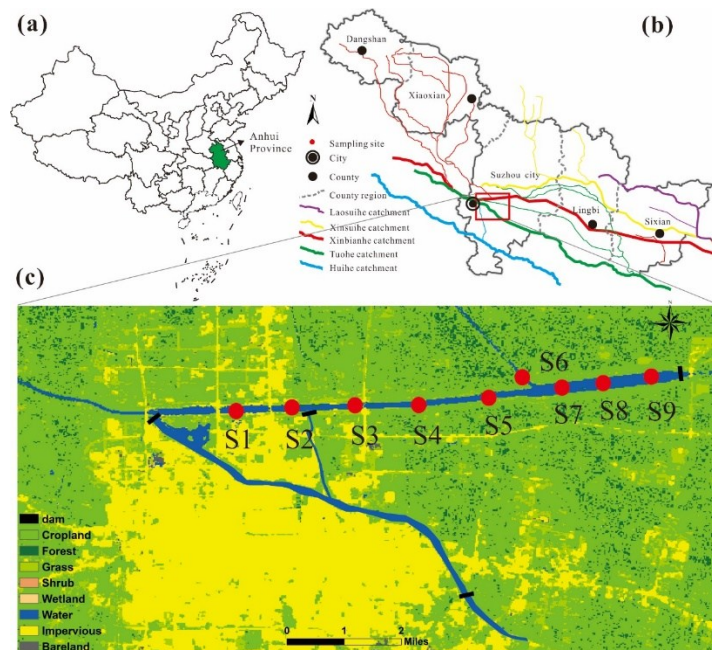 (a)
Anhui
Province
(b)
Dangshan
Xiaoxian
Suzhou city
Lingbi
Sixian
N
Sampling site
City
County
County region
Laosuihe catchment
Xinsuihe catchment
Xinbianhe catchment
Tuohe catchment
Huihe catchment
(c)
N
S1
S2
S3
S4
S5
S6
S7
S8
S9
dam
Cropland
Forest
Grass
Shrub
Wetland
Water
Impervious
Bareland
0 1 2
Miles